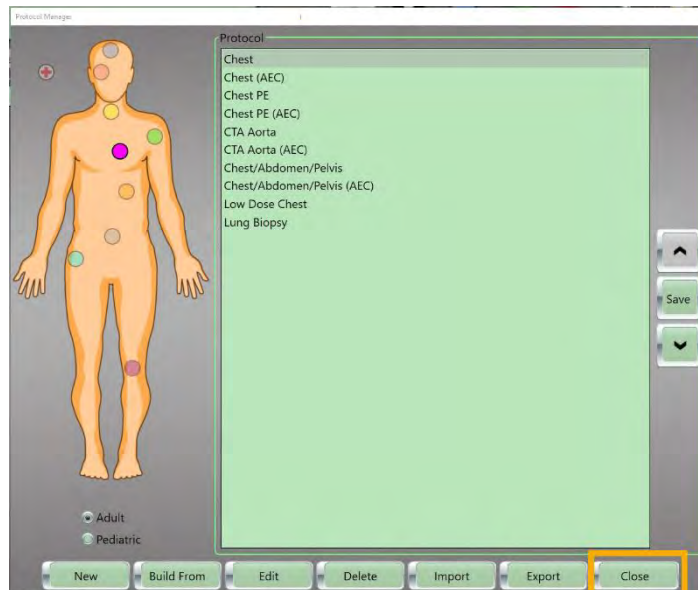 Protocol Manager
Protocol
Chest
Chest (AEC)
Chest PE
Chest PE (AEC)
CTA Aorta
CTA Aorta (AEC)
Chest/Abdomen/Pelvis
Chest/Abdomen/Pelvis (AEC)
Low Dose Chest
Lung Biopsy
Save
Adult
Pediatric
New Build From Edit Delete Import Export Close